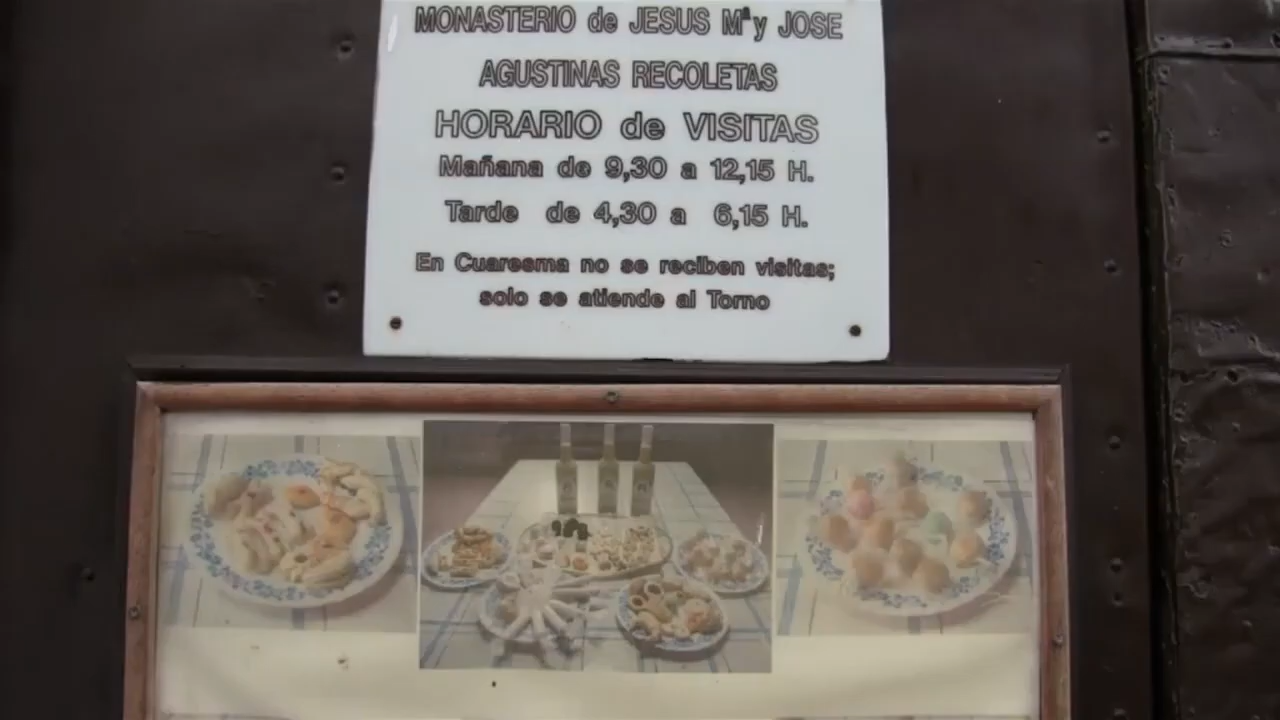 MONASTERIO de JESUS Mª y JOSE
AGUSTINAS RECOLETAS
HORARIO de VISITAS
Mañana de 9,30 a 12,15 H.
Tarde de 4,30 a 6,15 H.
En Cuaresma no se reciben visitas;
solo se atiende al Torno